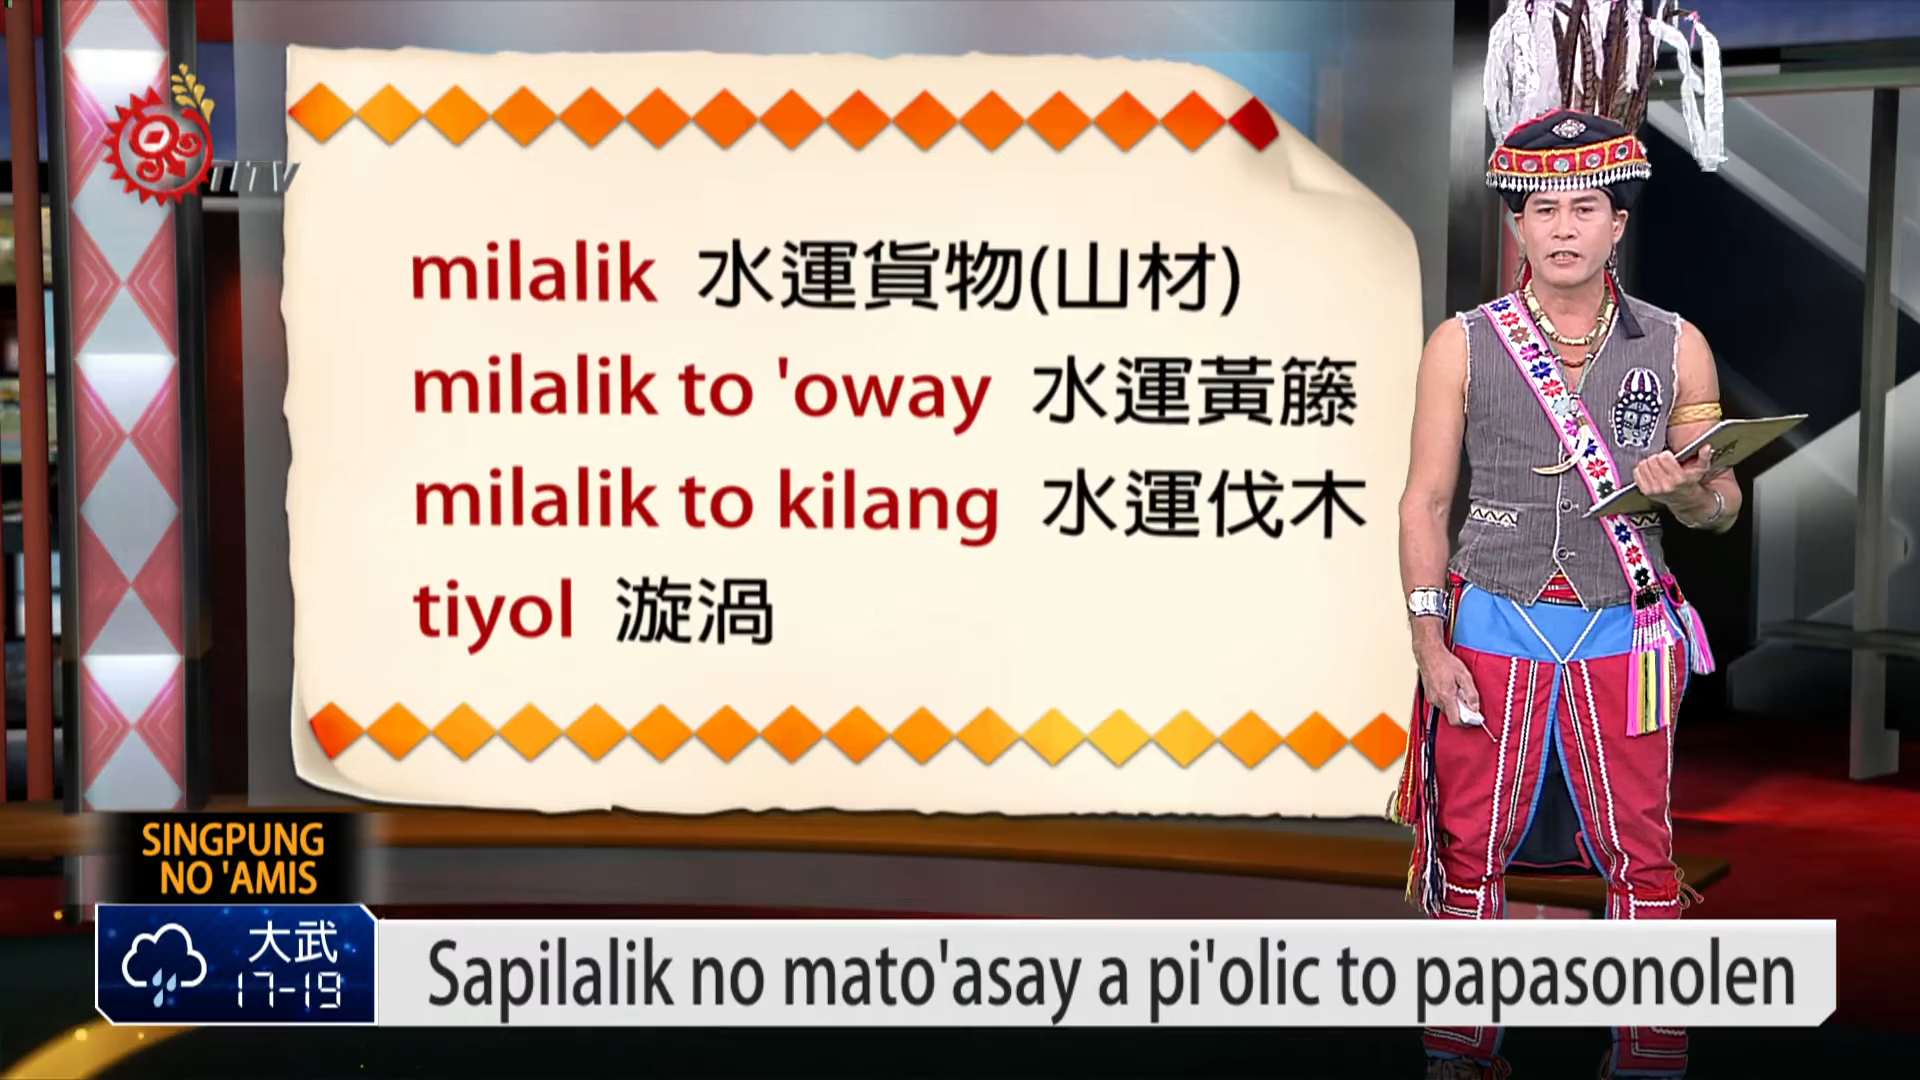 TITV
milalik 水運貨物(山材)
milalik to 'oway 水運黃籐
milalik to kilang 水運伐木
tiyol 漩渦
SINGPUNG
NO 'AMIS
大武
17-19
Sapilalik no mato'asay a pi'olic to papasonolen